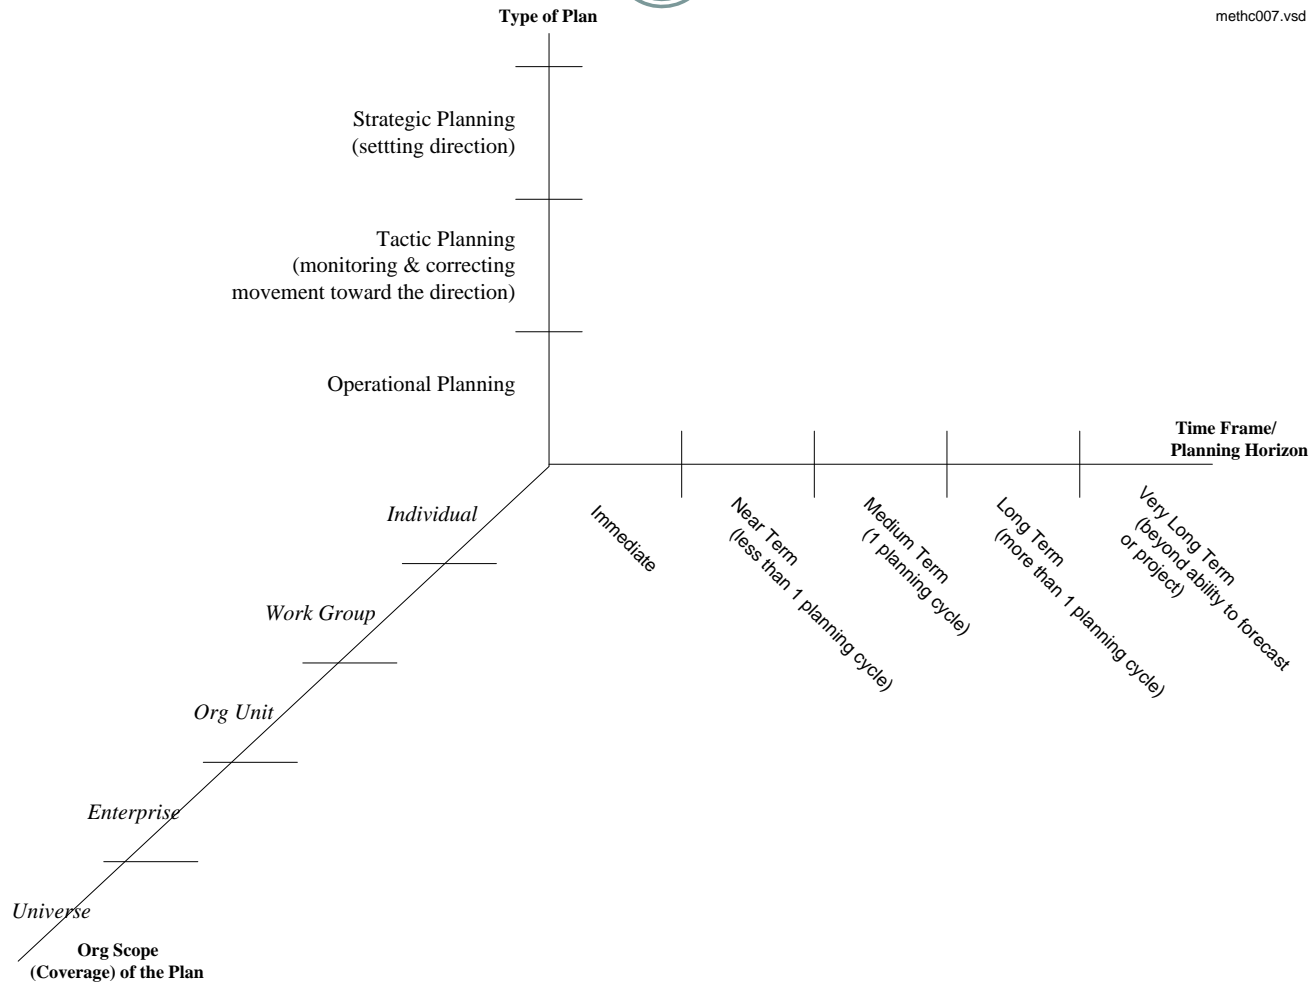 Type of Plan
methc007.vsd
Strategic Planning
(settting direction)
Tactic Planning
(monitoring & correcting
movement toward the direction)
Operational Planning
Time Frame/
Planning Horizon
Immediate
Near Term
(less than 1 planning cycle)
Medium Term
(1 planning cycle)
Long Term
(more than 1 planning cycle)
Very Long Term
(beyond ability to forecast
or project)
Individual
Work Group
Org Unit
Enterprise
Universe
Org Scope
(Coverage) of the Plan